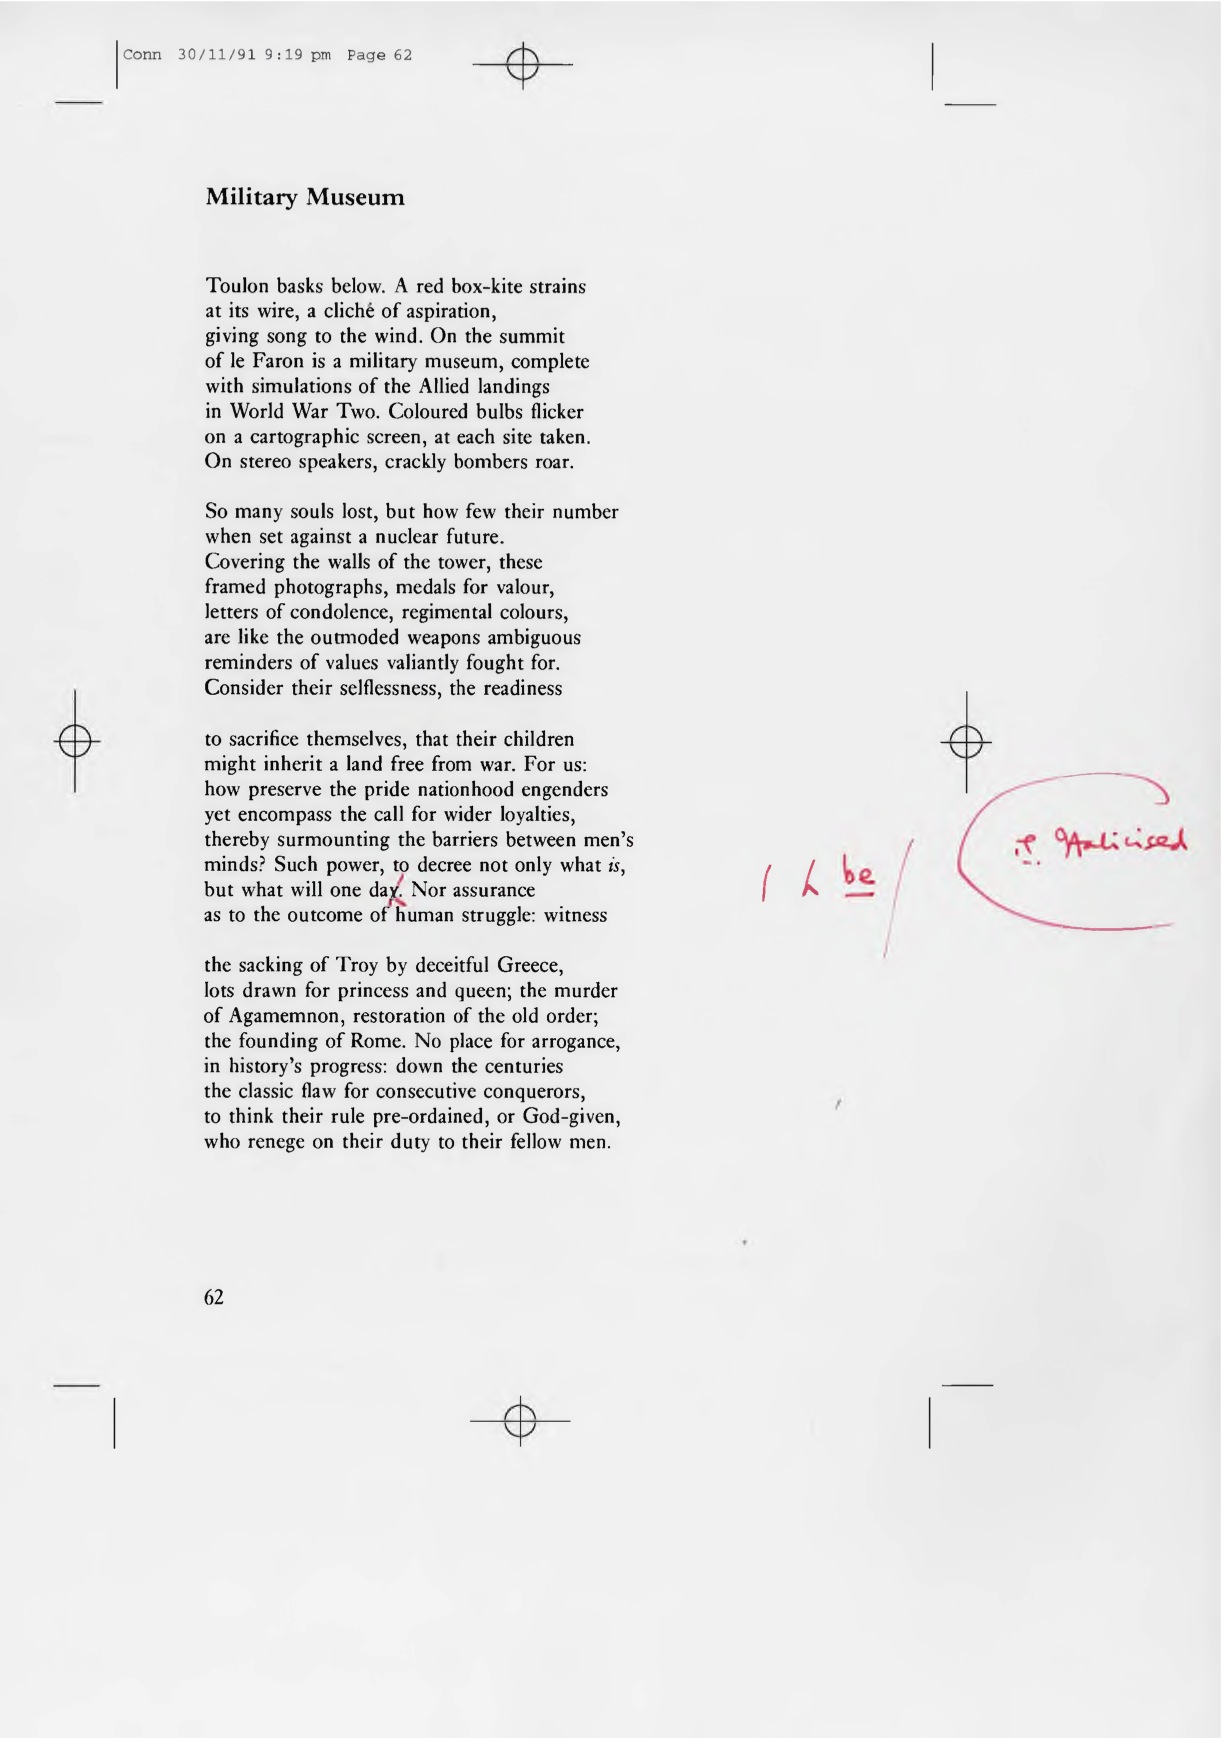 Conn 30/11/91 9:19 pm Page 62
Military Museum
Toulon basks below. A red box-kite strains
at its wire, a cliché of aspiration,
giving song to the wind. On the summit
of le Faron is a military museum, complete
with simulations of the Allied landings
in World War Two. Coloured bulbs flicker
on a cartographic screen, at each site taken.
On stereo speakers, crackly bombers roar.
So many souls lost, but how few their number
when set against a nuclear future.
Covering the walls of the tower, these
framed photographs, medals for valour,
letters of condolence, regimental colours,
are like the outmoded weapons ambiguous
reminders of values valiantly fought for.
Consider their selflessness, the readiness
to sacrifice themselves, that their children
might inherit a land free from war. For us:
how preserve the pride nationhood engenders
yet encompass the call for wider loyalties,
thereby surmounting the barriers between men's
minds? Such power, to decree not only what is,
but what will one day. Nor assurance
as to the outcome of human struggle: witness
be
italicised
the sacking of Troy by deceitful Greece,
lots drawn for princess and queen; the murder
of Agamemnon, restoration of the old order;
the founding of Rome. No place for arrogance,
in history's progress: down the centuries
the classic flaw for consecutive conquerors,
to think their rule pre-ordained, or God-given,
who renege on their duty to their fellow men.
62